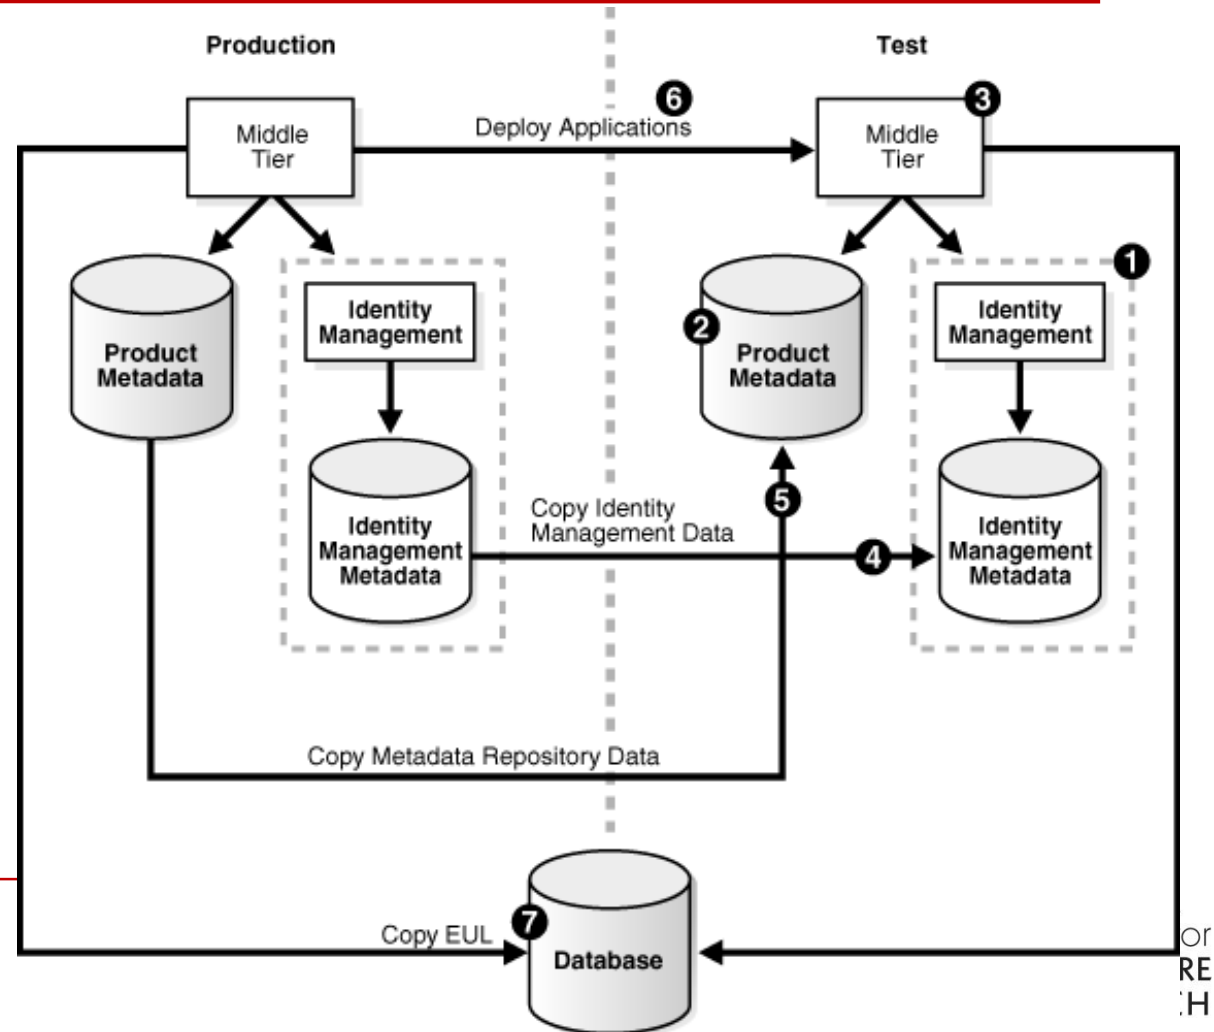 Production
Test
6
3
Deploy Applications
Middle
Tier
Middle
Tier
1
Identity
Management
Identity
Management
2
Product
Metadata
Product
Metadata
5
Copy Identity
Management Data
4
Identity
Management
Metadata
Identity
Management
Metadata
Copy Metadata Repository Data
7
Copy EUL
Database
or
RE